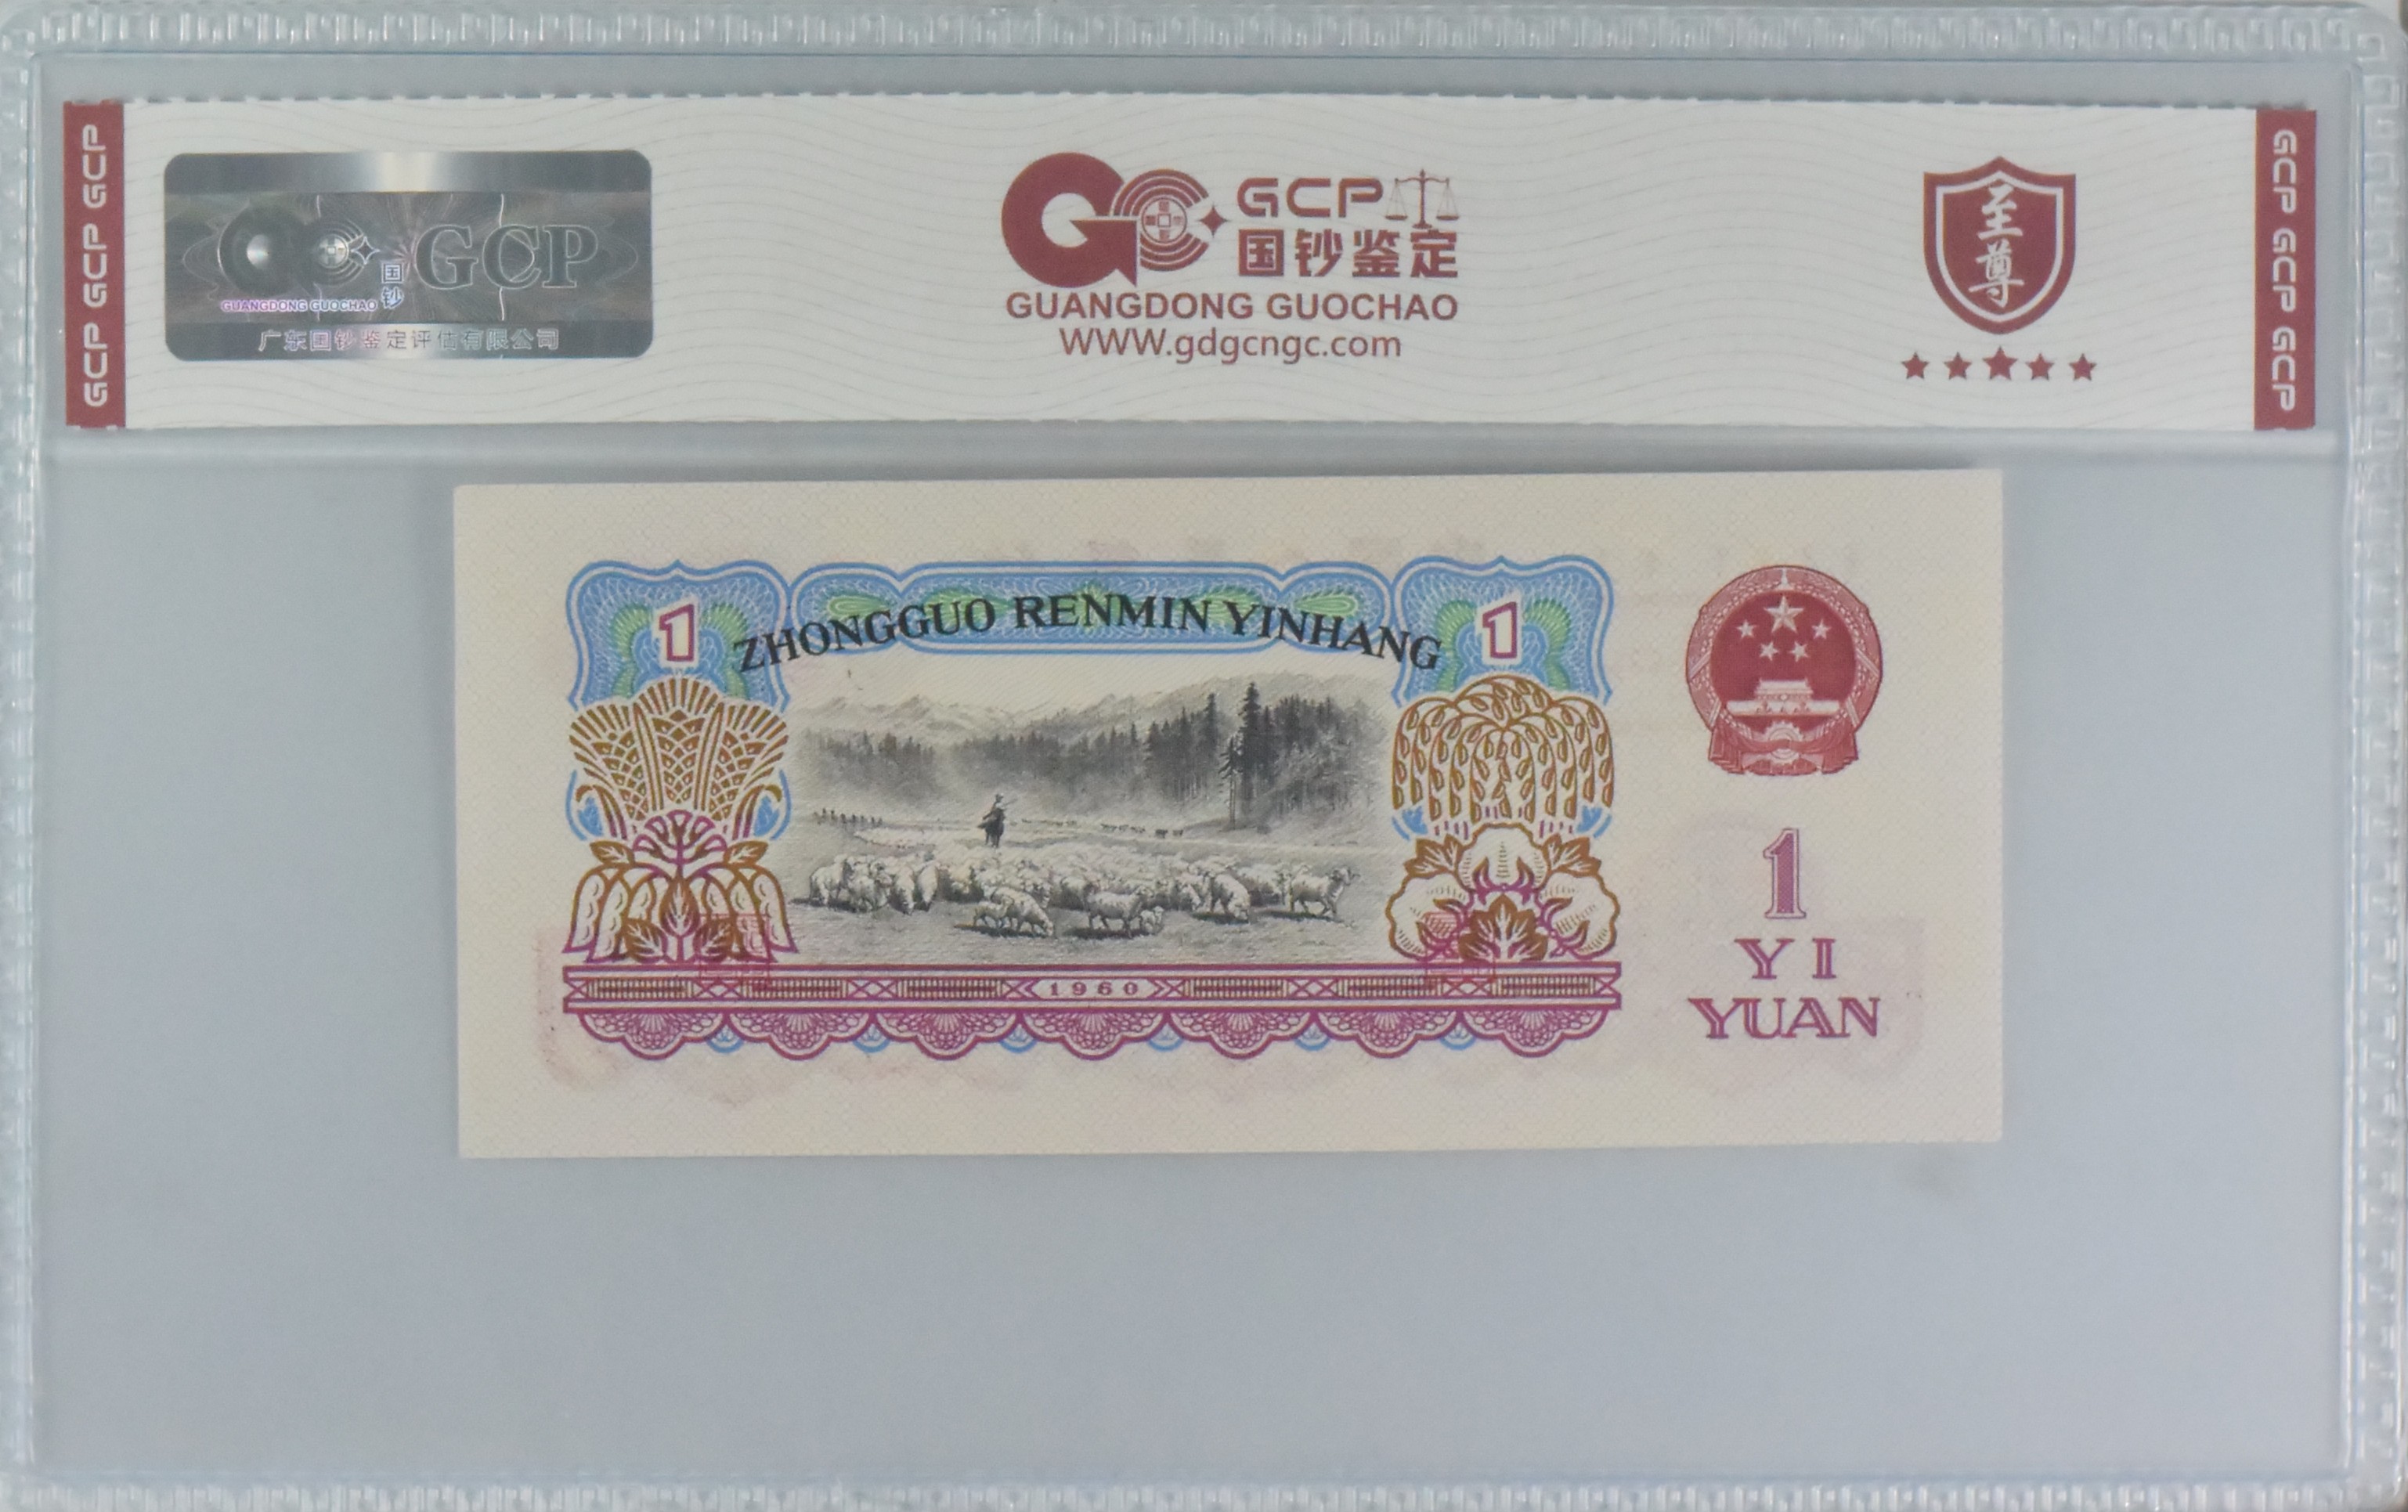 GCP GCP GCP
国钞
GCP
GUANGDONG GUOCHAO
广东国钞鉴定评估有限公司
GCP
国钞鉴定
GUANGDONG GUOCHAO
WWW.gdgcngc.com
至尊
GCP GCP GCP
1
ZHONGGUO RENMIN YINHANG
1
1960
1
YI
YUAN